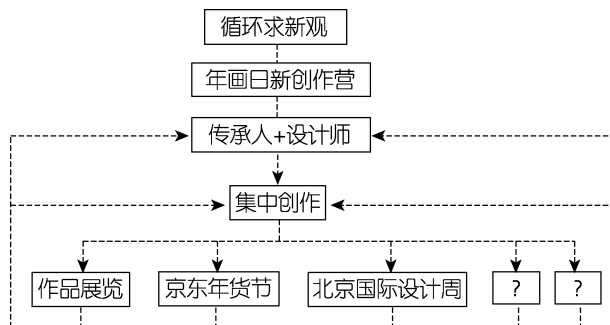 循环求新观
年画日新创作营
传承人+设计师
集中创作
作品展览 京东年货节 北京国际设计周 ? ?